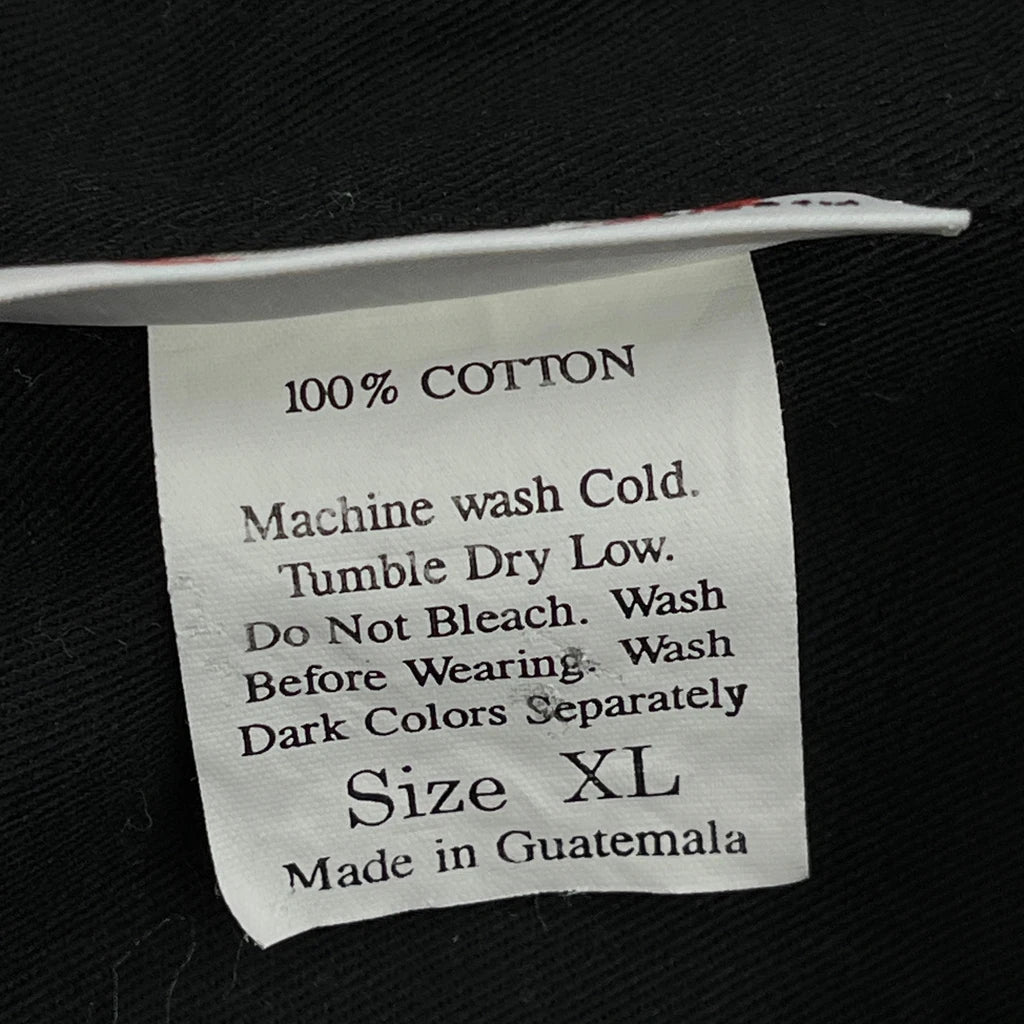 100% COTTON
Machine wash Cold.
Tumble Dry Low.
Do Not Bleach. Wash
Before Wearing. Wash
Dark Colors Separately
Size XL
Made in Guatemala